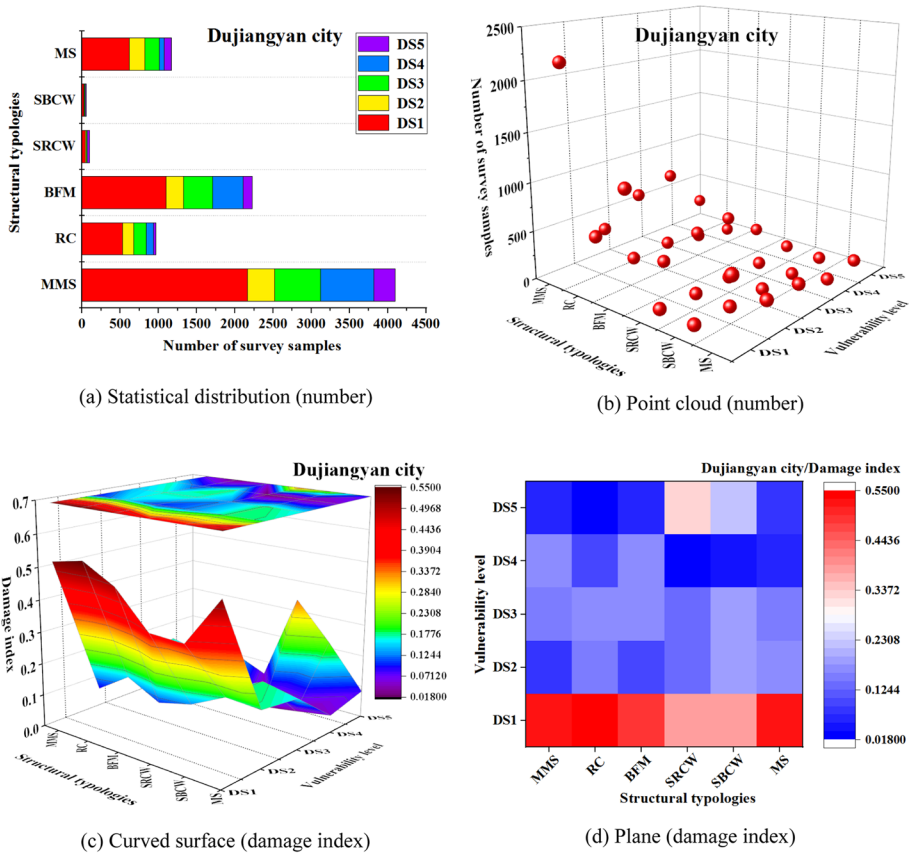 Dujiangyan city
DS5
DS4
DS3
DS2
DS1
Structural typologies
MS
SBCW
SRCW
BFM
RC
MMS
0 500 1000 1500 2000 2500 3000 3500 4000 4500
Number of survey samples
(a) Statistical distribution (number)
Dujiangyan city
Number of survey samples
2500
2000
1500
1000
500
0
MMS
RC
BFM
SRCW
SBCW
MS
Structural typologies
DS1
DS2
DS3
DS4
DS5
Vulnerability level
(b) Point cloud (number)
Dujiangyan city
Damage index
0.7
0.6
0.5
0.4
0.3
0.2
0.1
0.0
MMS
RC
BFM
SRCW
SBCW
MS
Structural typologies
DS1
DS2
DS3
DS4
DS5
Vulnerability level
0.5500
0.4968
0.4436
0.3904
0.3372
0.2840
0.2308
0.1776
0.1244
0.07120
0.01800
(c) Curved surface (damage index)
Dujiangyan city/Damage index
Vulnerability level
DS5
DS4
DS3
DS2
DS1
MMS
RC
BFM
SRCW
SBCW
MS
Structural typologies
0.5500
0.4436
0.3372
0.2308
0.1244
0.01800
(d) Plane (damage index)